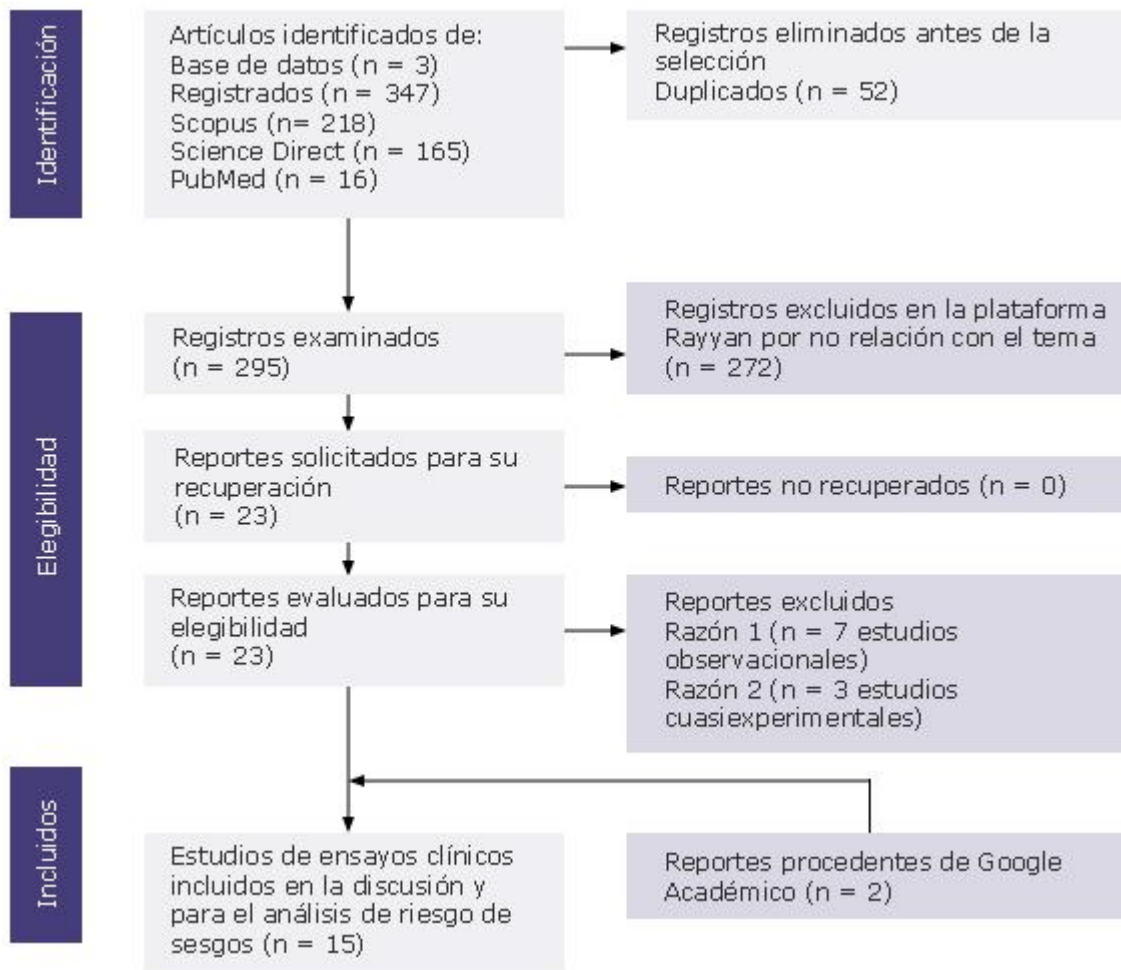 Identificación
Artículos identificados de:
Base de datos (n = 3)
Registrados (n = 347)
Scopus (n= 218)
Science Direct (n = 165)
PubMed (n = 16)
Registros eliminados antes de la
selección
Duplicados (n = 52)
Elegibilidad
Registros examinados
(n = 295)
Registros excluidos en la plataforma
Rayyan por no relación con el tema
(n = 272)
Reportes solicitados para su
recuperación
(n = 23)
Reportes no recuperados (n = 0)
Reportes evaluados para su
elegibilidad
(n = 23)
Reportes excluidos
Razón 1 (n = 7 estudios
observacionales)
Razón 2 (n = 3 estudios
cuasiexperimentales)
Incluidos
Estudios de ensayos clínicos
incluidos en la discusión y
para el análisis de riesgo de
sesgos (n = 15)
Reportes procedentes de Google
Académico (n = 2)